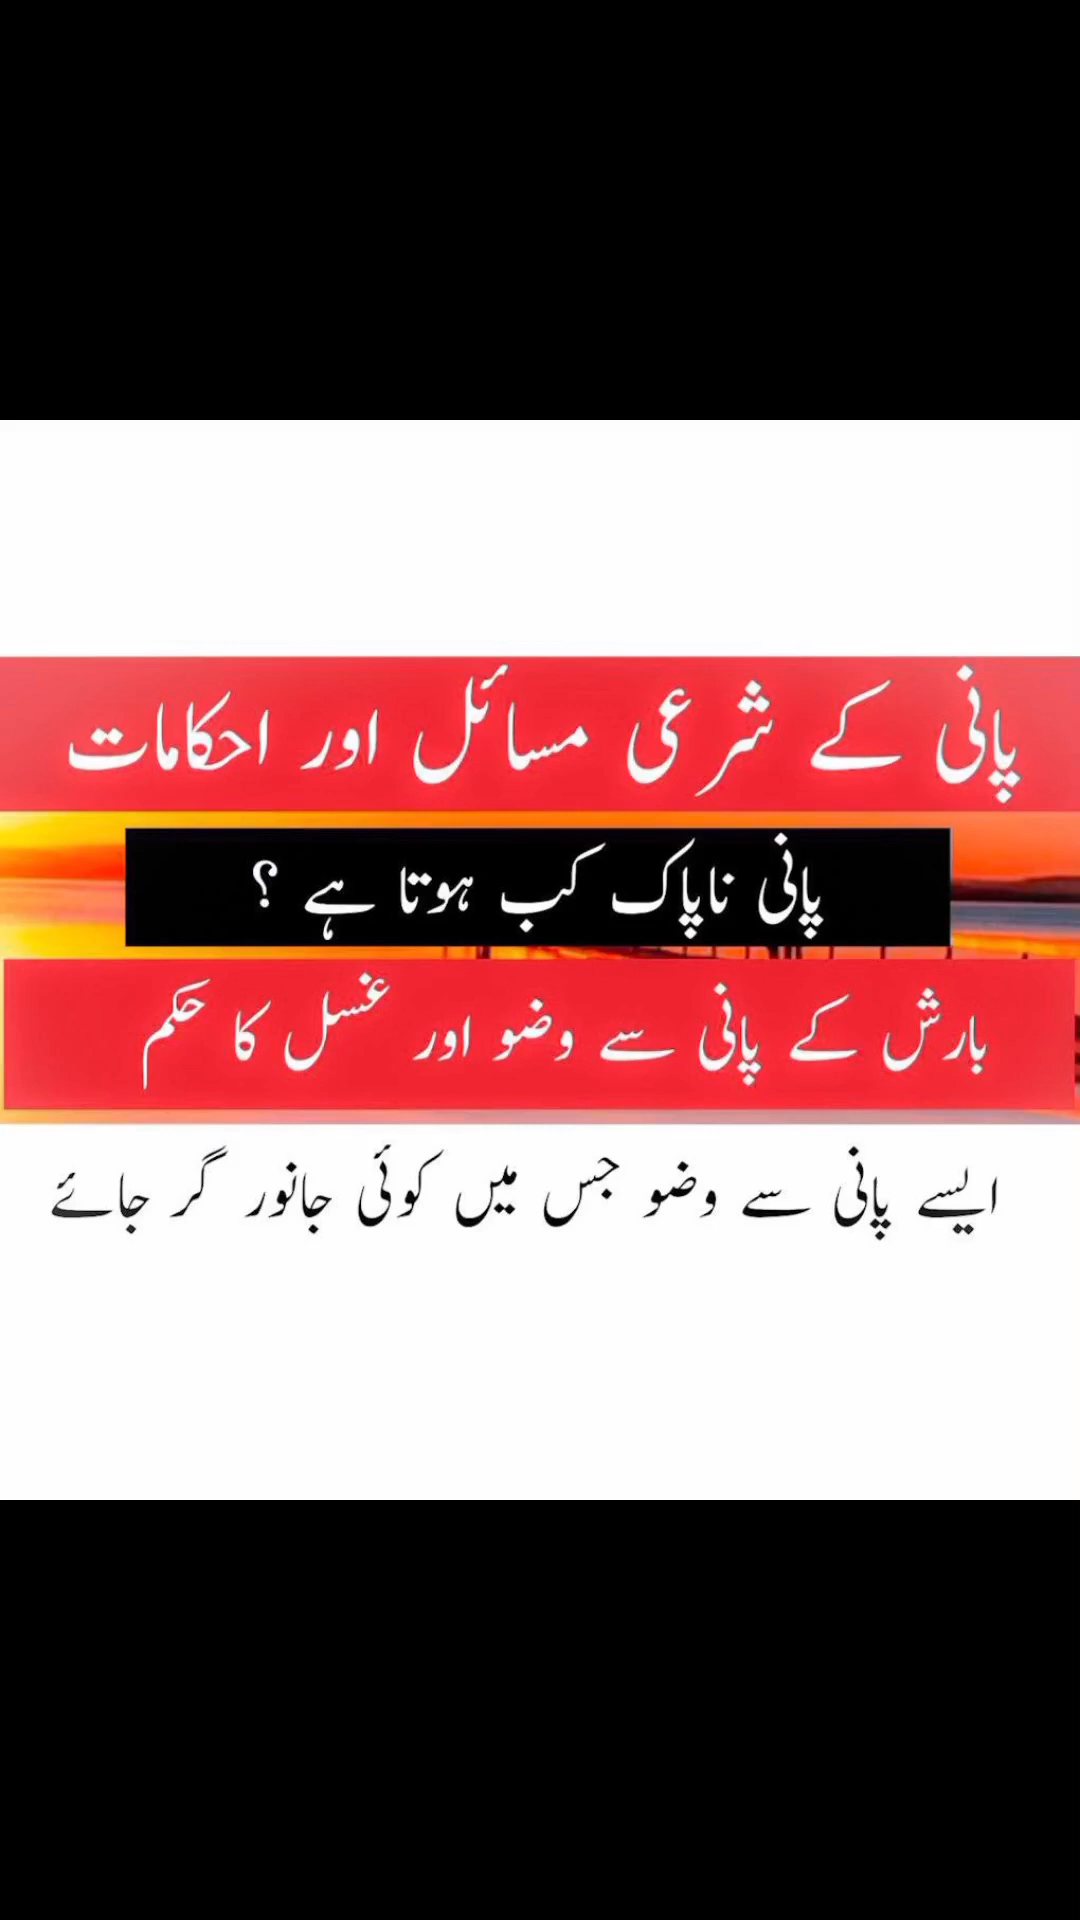 پانی کے شرعی مسائل اور احکامات
پانی ناپاک کب ہوتا ہے ؟
بارش کے پانی سے وضو اور غسل کا حکم
ایسے پانی سے وضو جس میں کوئی جانور گر جائے